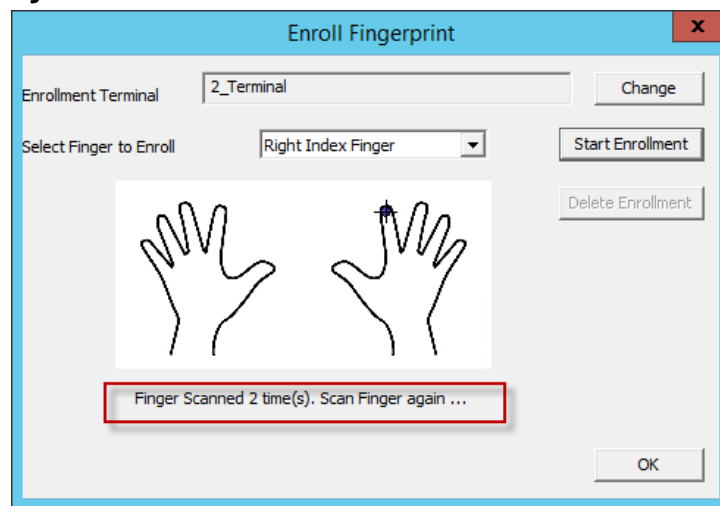 Enroll Fingerprint
x
Enrollment Terminal 2_Terminal Change
Select Finger to Enroll Right Index Finger Start Enrollment
Delete Enrollment
Finger Scanned 2 time(s). Scan Finger again ...
OK